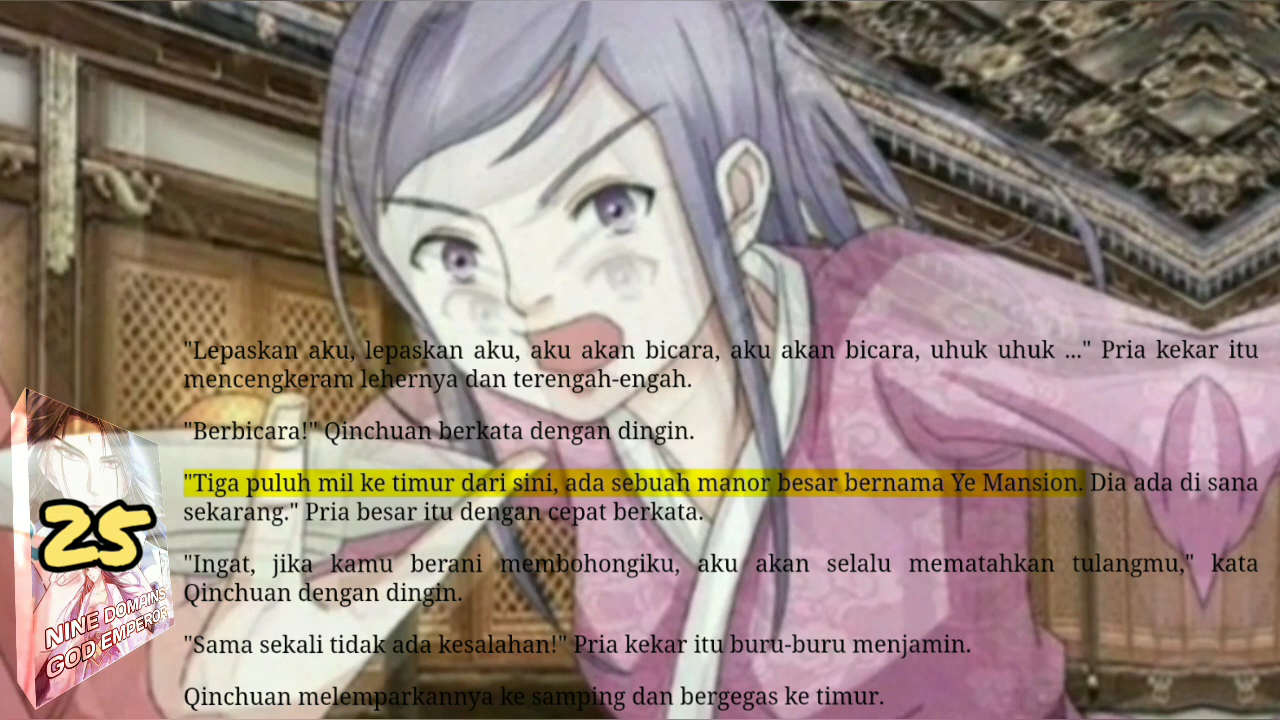 "Lepaskan aku, lepaskan aku, aku akan bicara, aku akan bicara, uhuk uhuk ..." Pria kekar itu
mencengkeram lehernya dan terengah-engah.
"Berbicara!" Qinchuan berkata dengan dingin.
"Tiga puluh mil ke timur dari sini, ada sebuah manor besar bernama Ye Mansion. Dia ada di sana
sekarang." Pria besar itu dengan cepat berkata.
"Ingat, jika kamu berani membohongiku, aku akan selalu mematahkan tulangmu," kata
Qinchuan dengan dingin.
"Sama sekali tidak ada kesalahan!" Pria kekar itu buru-buru menjamin.
Qinchuan melemparkannya ke samping dan bergegas ke timur.
25
NINE DOMAINS
GOD EMPEROR